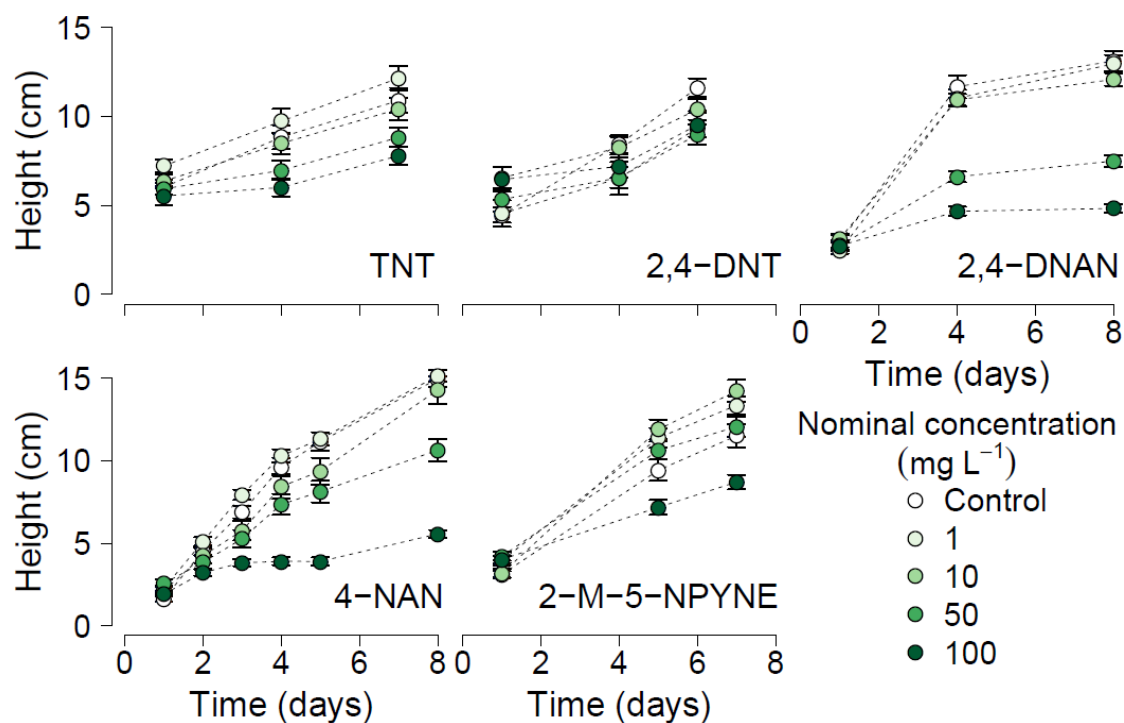 Height (cm)
15
10
5
0
TNT
2,4−DNT
2,4−DNAN
0 2 4 6 8
Time (days)
Height (cm)
15
10
5
0
4−NAN
2−M−5−NPYNE
0 2 4 6 8
0 2 4 6 8
Time (days)
Time (days)
Nominal concentration
(mg L⁻¹)
Control
1
10
50
100